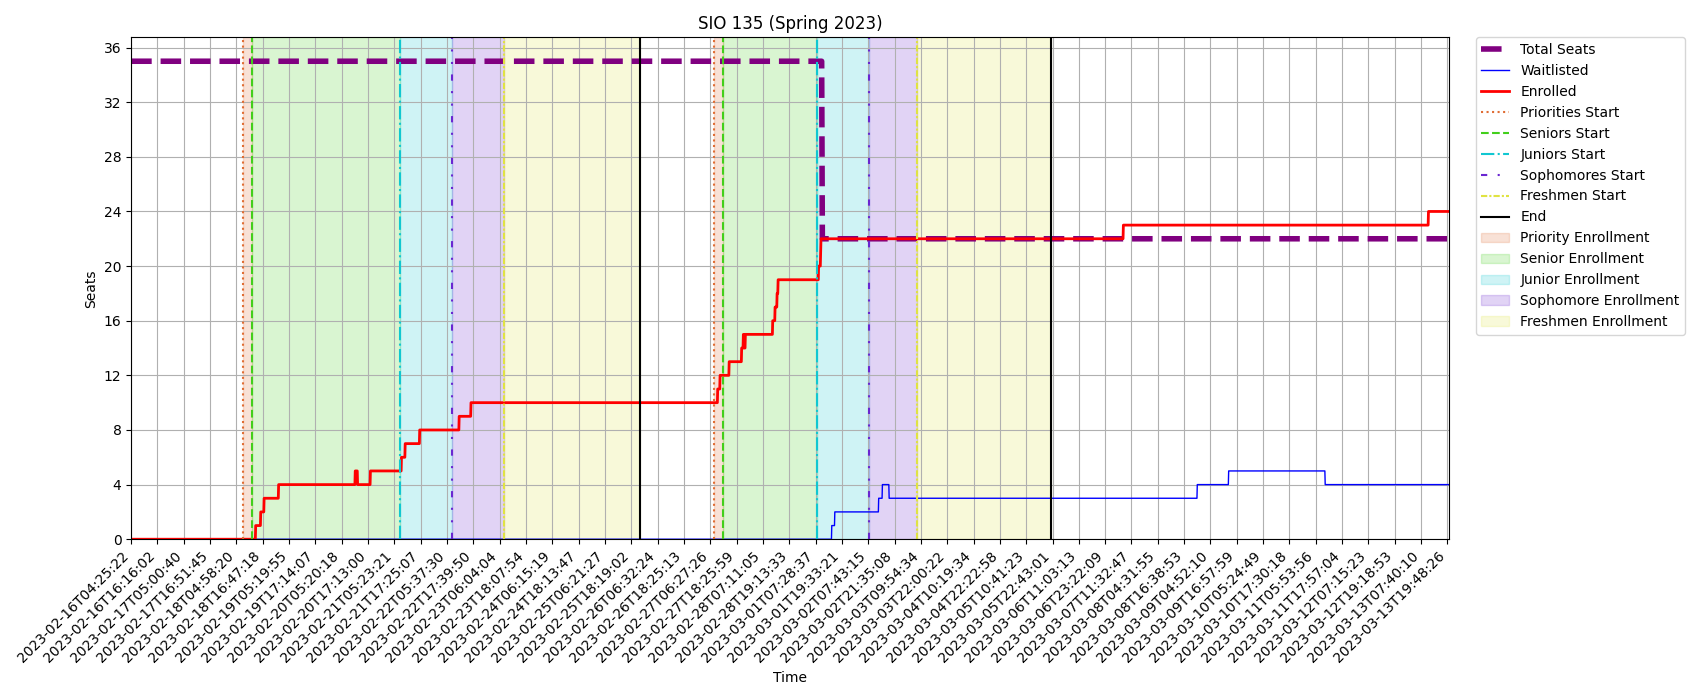 SIO 135 (Spring 2023)
36
32
28
24
20
16
12
8
4
0
Seats
2023-02-16T04:25:22
2023-02-16T16:16:02
2023-02-17T05:00:40
2023-02-17T16:51:45
2023-02-18T04:58:20
2023-02-18T16:47:18
2023-02-19T05:19:55
2023-02-19T17:14:07
2023-02-20T05:20:18
2023-02-20T17:13:00
2023-02-21T05:23:21
2023-02-21T17:25:07
2023-02-22T05:37:30
2023-02-22T17:39:50
2023-02-23T06:04:04
2023-02-23T18:07:54
2023-02-24T06:15:19
2023-02-24T18:13:47
2023-02-25T06:21:27
2023-02-25T18:19:02
2023-02-26T06:32:24
2023-02-26T18:25:13
2023-02-27T06:27:26
2023-02-27T18:25:59
2023-02-28T07:11:05
2023-02-28T19:13:33
2023-03-01T07:28:37
2023-03-01T19:33:21
2023-03-02T07:43:15
2023-03-02T21:35:08
2023-03-03T09:54:34
2023-03-03T22:00:22
2023-03-04T10:19:34
2023-03-04T22:22:58
2023-03-05T10:41:23
2023-03-05T22:43:01
2023-03-06T11:03:13
2023-03-06T23:22:09
2023-03-07T11:32:47
2023-03-08T04:31:55
2023-03-08T16:38:53
2023-03-09T04:52:10
2023-03-09T16:57:59
2023-03-10T05:24:49
2023-03-10T17:30:18
2023-03-11T05:53:56
2023-03-11T17:57:04
2023-03-12T07:15:23
2023-03-12T19:18:53
2023-03-13T07:40:10
2023-03-13T19:48:26
Time
Total Seats
Waitlisted
Enrolled
Priorities Start
Seniors Start
Juniors Start
Sophomores Start
Freshmen Start
End
Priority Enrollment
Senior Enrollment
Junior Enrollment
Sophomore Enrollment
Freshmen Enrollment